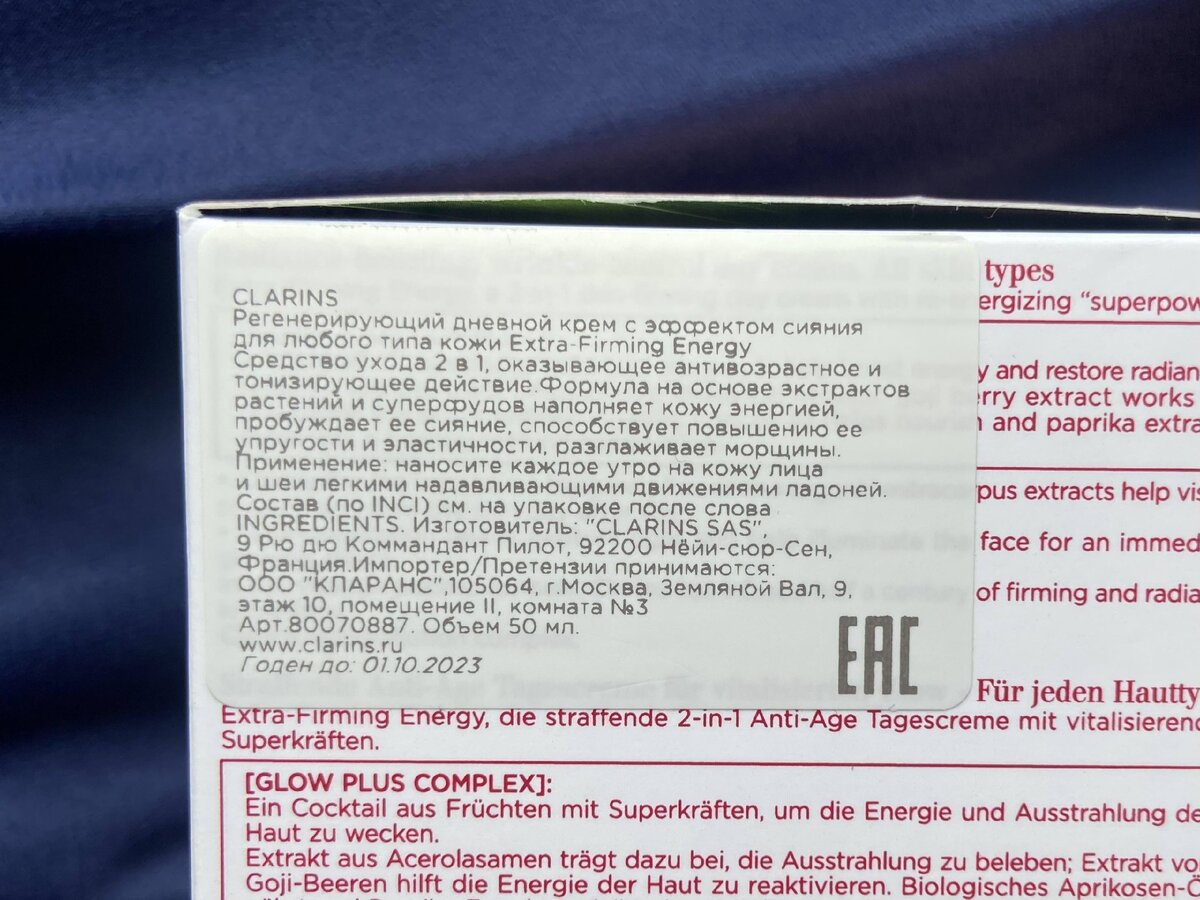 CLARINS
Регенерирующий дневной крем с эффектом сияния
для любого типа кожи Extra-Firming Energy
Средство ухода 2 в 1, оказывающее антивозрастное и
тонизирующее действие.Формула на основе экстрактов
растений и суперфудов наполняет кожу энергией,
пробуждает ее сияние, способствует повышению ее
упругости и эластичности, разглаживает морщины.
Применение: наносите каждое утро на кожу лица
и шеи легкими надавливающими движениями ладоней.
Состав (по INCI) см. на упаковке после слова
INGREDIENTS. Изготовитель: "CLARINS SAS",
9 Рю дю Коммандант Пилот, 92200 Нёйи-сюр-Сен,
Франция.Импортер/Претензии принимаются:
ООО "КЛАРАНС",105064, г.Москва, Земляной Вал, 9,
этаж 10, помещение II, комната №3
Арт.80070887. Объем 50 мл.
www.clarins.ru
Годен до: 01.10.2023
EAC
types
ergizing “superpow
y and restore radian
rry extract works
and paprika extra
pus extracts help vis
face for an immed
of firming and radia
Für jeden Hautty
Extra-Firming Energy, die straffende 2-in-1 Anti-Age Tagescreme mit vitalisierend
Superkräften.
[GLOW PLUS COMPLEX]:
Ein Cocktail aus Früchten mit Superkräften, um die Energie und Ausstrahlung de
Haut zu wecken.
Extrakt aus Acerolasamen trägt dazu bei, die Ausstrahlung zu beleben; Extrakt vo
Goji-Beeren hilft die Energie der Haut zu reaktivieren. Biologisches Aprikosen-Ö